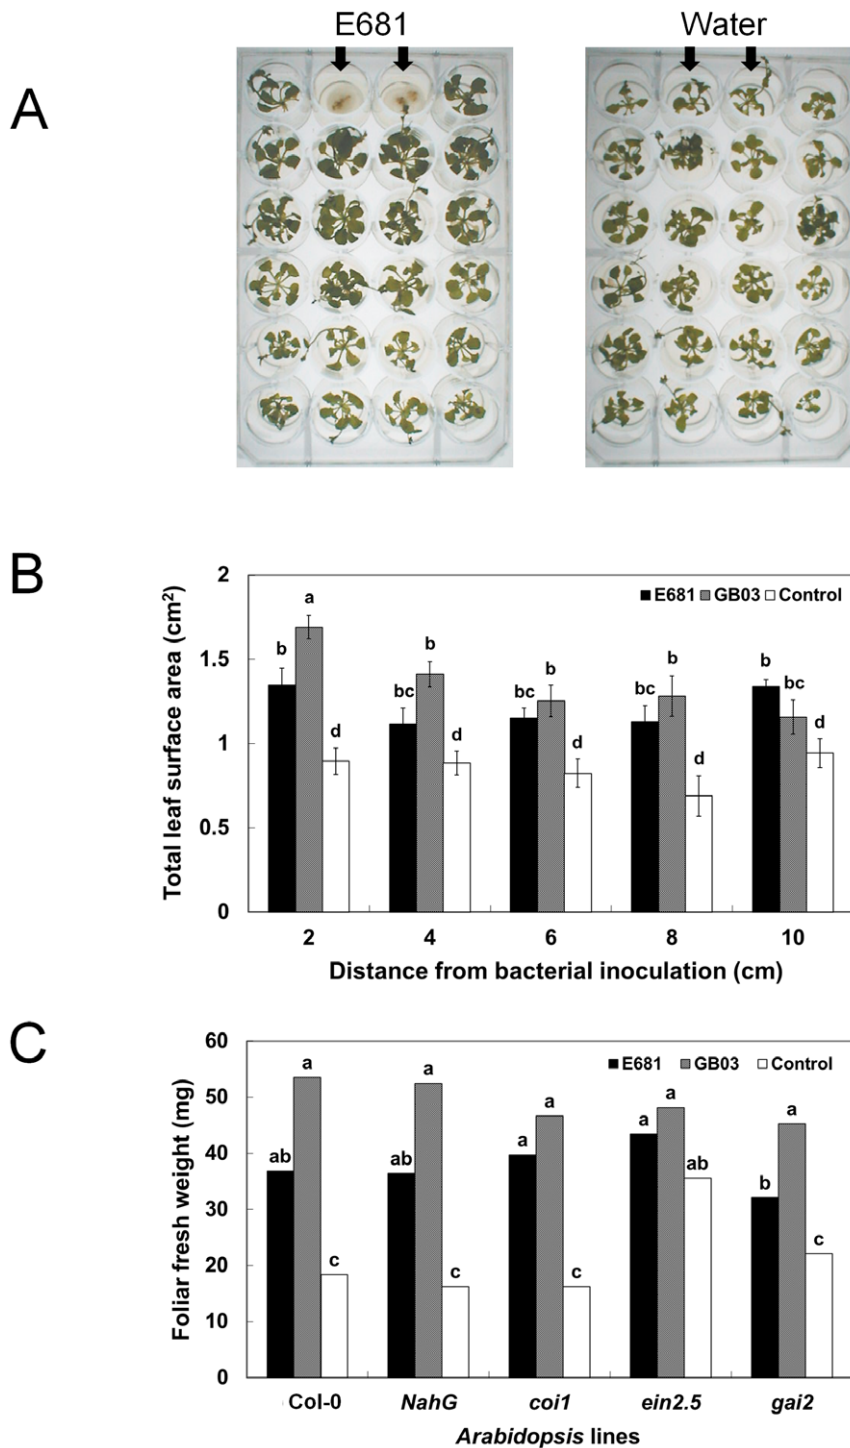 E681 Water
A
B
Total leaf surface area (cm²)
2
1.5
1
0.5
0
E681 GB03 Control
b a d
bc b d
bc b d
bc b d
b bc d
2 4 6 8 10
Distance from bacterial inoculation (cm)
C
Foliar fresh weight (mg)
60
50
40
30
20
10
0
E681 GB03 Control
ab a c
ab a c
a a c
a a ab
b a c
Col-0 NahG coi1 ein2.5 gai2
Arabidopsis lines